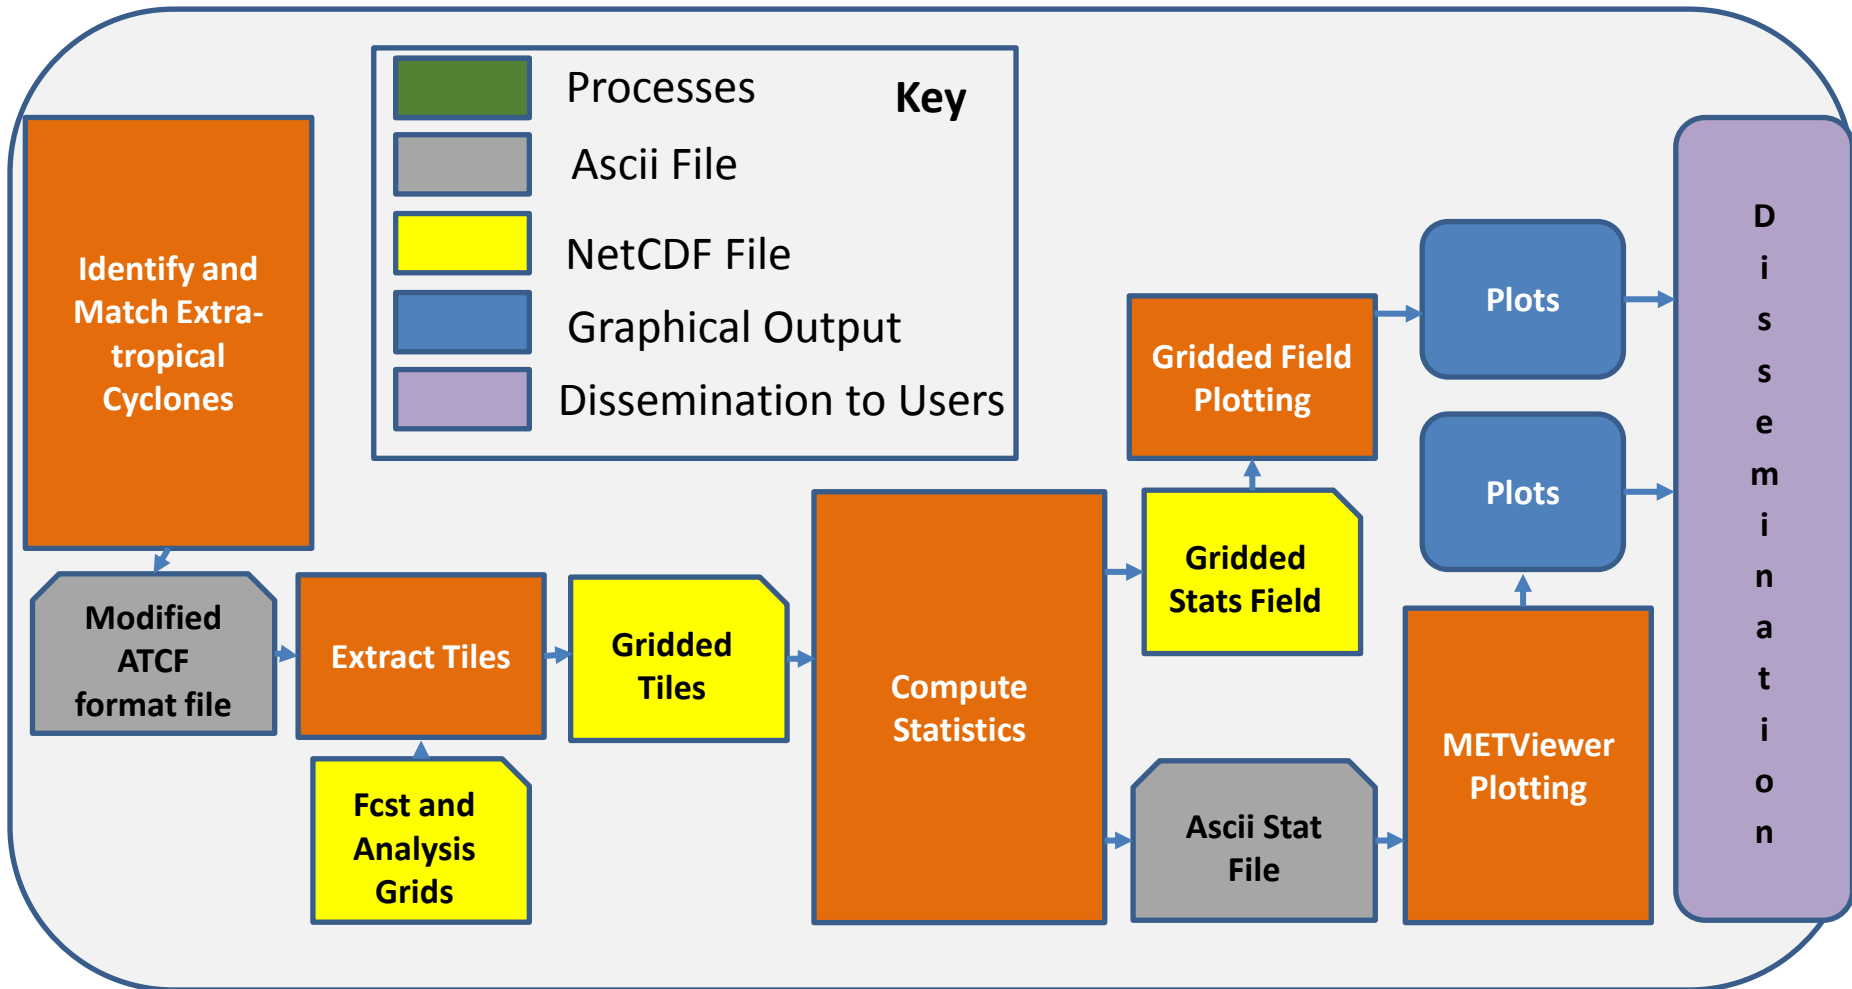 Key
Processes
Ascii File
NetCDF File
Graphical Output
Dissemination to Users
Identify and
Match Extra-
tropical
Cyclones
Modified
ATCF
format file
Extract Tiles
Fcst and
Analysis
Grids
Gridded
Tiles
Compute
Statistics
Gridded
Stats Field
Gridded Field
Plotting
Plots
Ascii Stat
File
METViewer
Plotting
Plots
D
i
s
s
e
m
i
n
a
t
i
o
n